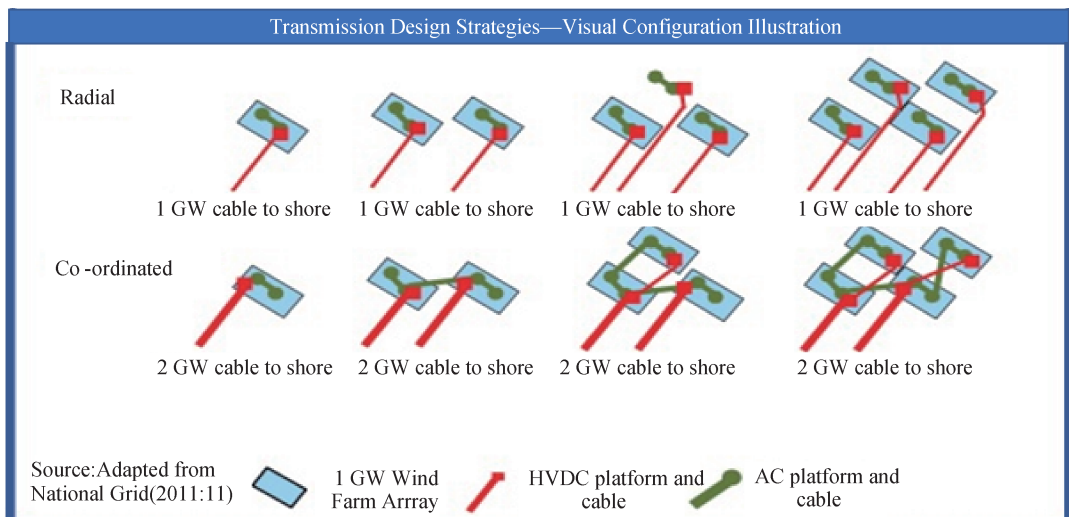 Transmission Design Strategies—Visual Configuration Illustration
Radial
1 GW cable to shore
1 GW cable to shore
1 GW cable to shore
1 GW cable to shore
Co -ordinated
2 GW cable to shore
2 GW cable to shore
2 GW cable to shore
2 GW cable to shore
Source:Adapted from
National Grid(2011:11)
1 GW Wind
Farm Arrray
HVDC platform and
cable
AC platform and
cable